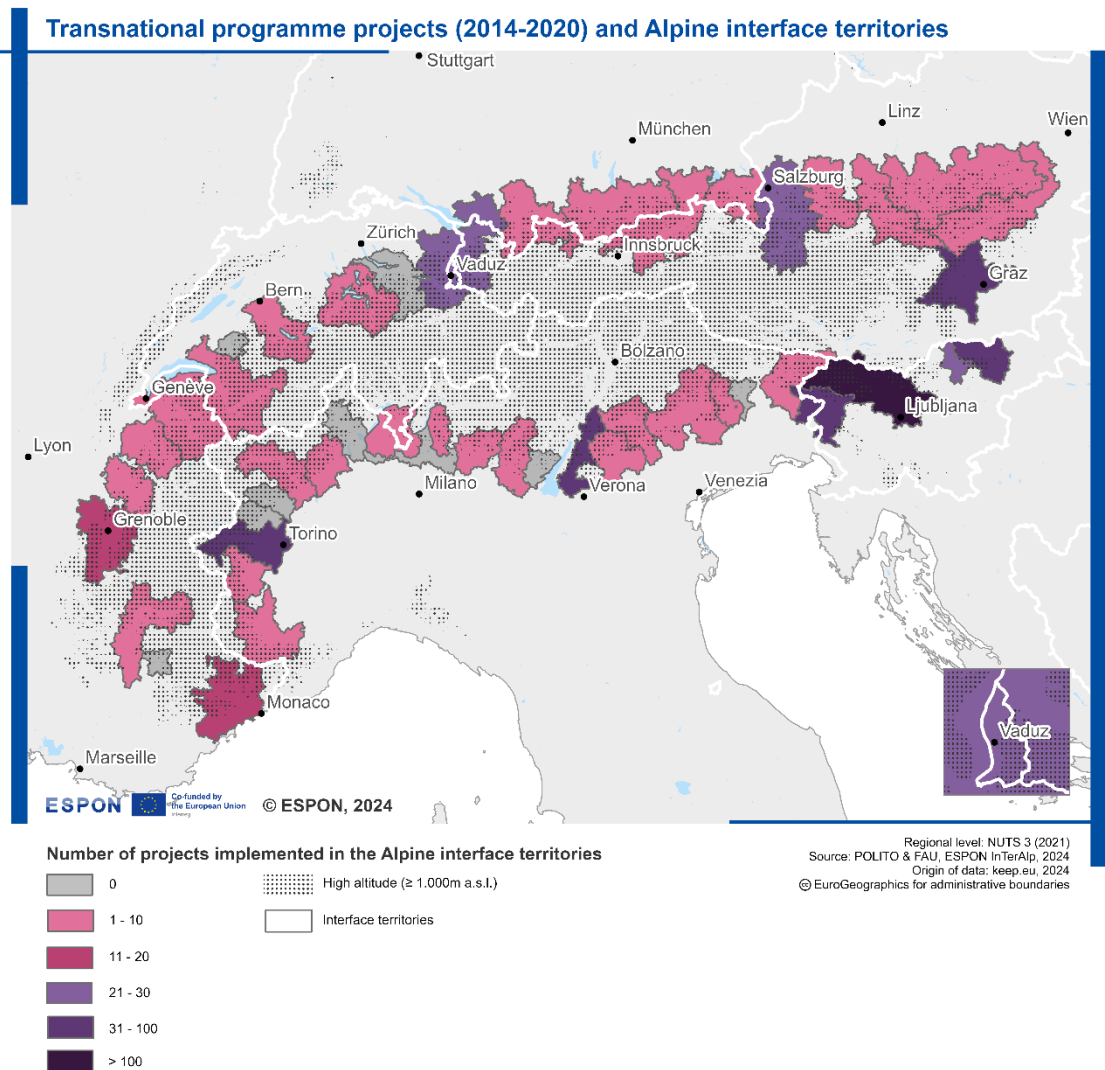 Transnational programme projects (2014-2020) and Alpine interface territories
Stuttgart
Linz
Wien
München
Salzburg
Zürich
Innsbruck
Vaduz
Graz
Bern
Bolzano
Genève
Ljubljana
Lyon
Milano
Verona
Venezia
Grenoble
Torino
Monaco
Vaduz
Marseille
ESPON
Co-funded by
the European Union
Interreg
© ESPON, 2024
Number of projects implemented in the Alpine interface territories
0
1 - 10
11 - 20
21 - 30
31 - 100
> 100
High altitude (≥ 1.000m a.s.l.)
Interface territories
Regional level: NUTS 3 (2021)
Source: POLITO & FAU, ESPON InTerAlp, 2024
Origin of data: keep.eu, 2024
㏄ EuroGeographics for administrative boundaries